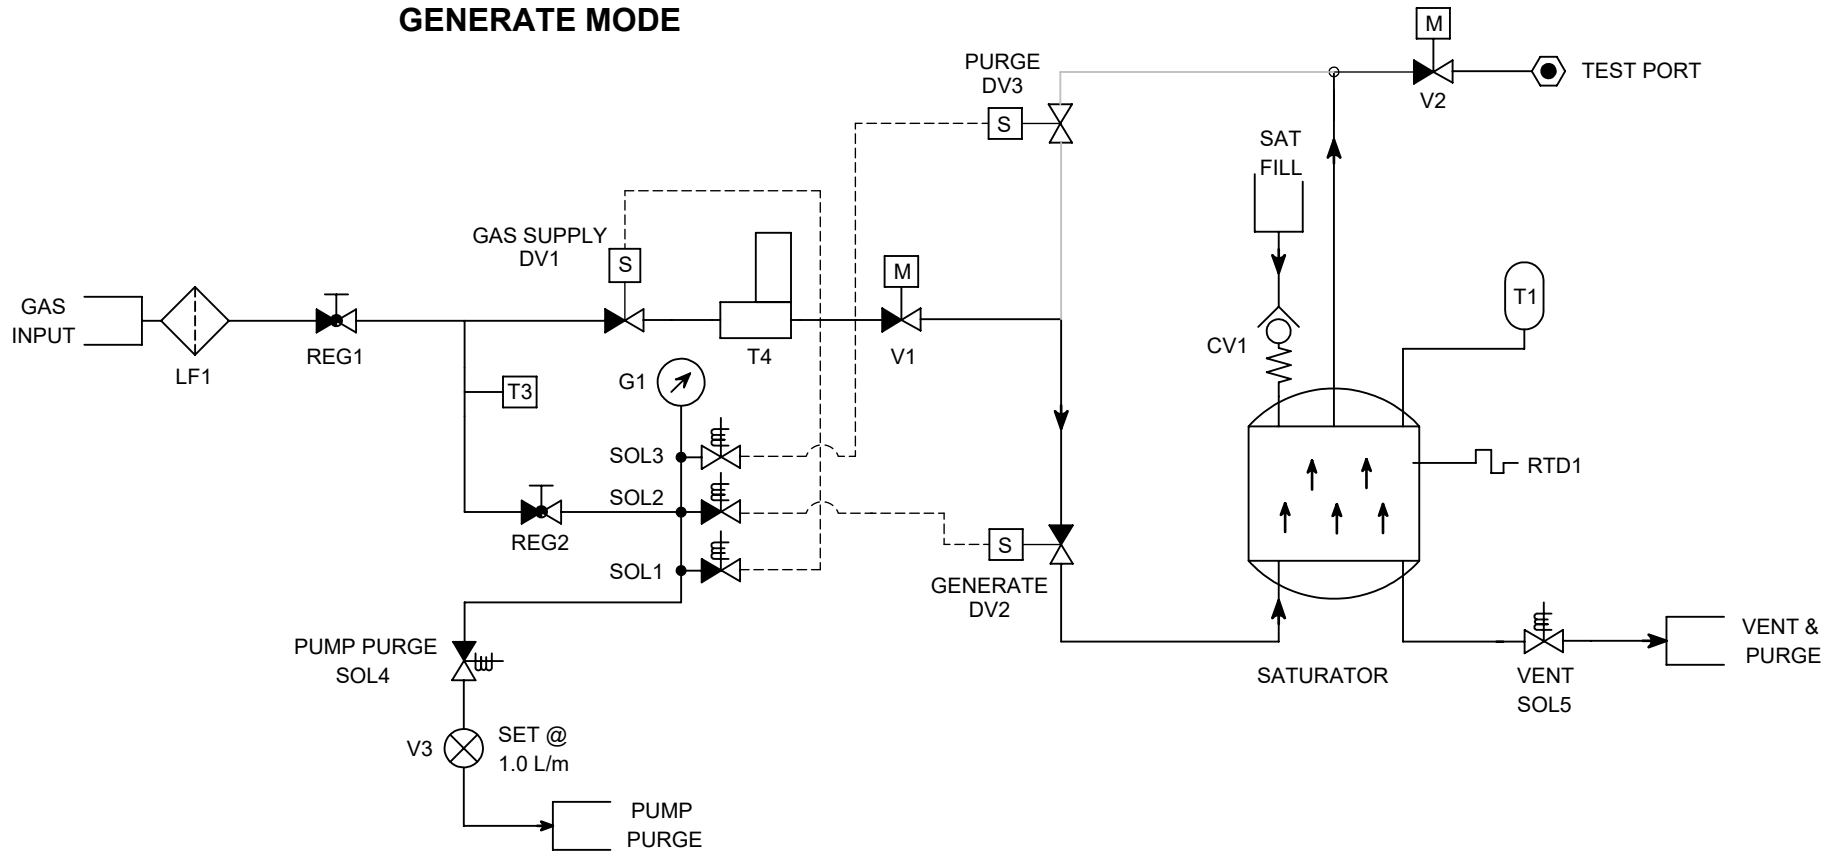 GENERATE MODE
M
PURGE
DV3
TEST PORT
V2
S
SAT
FILL
GAS SUPPLY
DV1
S
M
T1
GAS
INPUT
REG1
T4
V1
CV1
LF1
G1
T3
SOL3
RTD1
SOL2
REG2
S
SOL1
GENERATE
DV2
PUMP PURGE
SOL4
SATURATOR
VENT
SOL5
VENT &
PURGE
V3
SET @
1.0 L/m
PUMP
PURGE